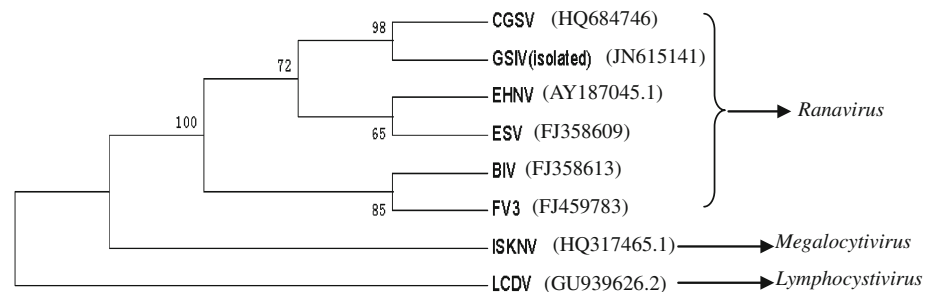 98
CGSV (HQ684746)
GSIV(isolated) (JN615141)
72
EHNV (AY187045.1)
Ranavirus
100
65
ESV (FJ358609)
BIV (FJ358613)
85
FV3 (FJ459783)
ISKNV (HQ317465.1) Megalocytivirus
LCDV (GU939626.2) Lymphocystivirus